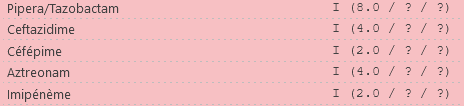 Pipera/Tazobactam I (8.0 / ? / ?)
Ceftazidime I (4.0 / ? / ?)
Céfépime I (2.0 / ? / ?)
Aztreonam I (4.0 / ? / ?)
Imipénème I (2.0 / ? / ?)